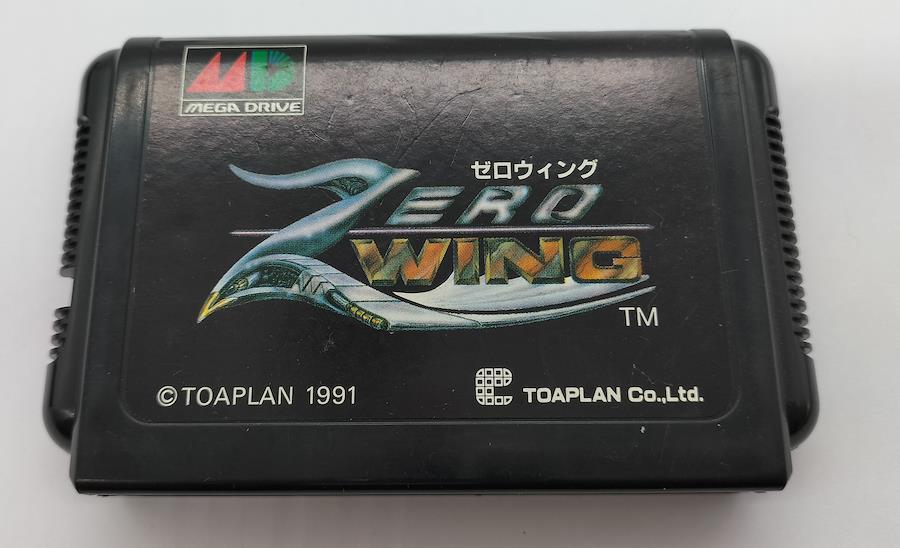 MD
MEGA DRIVE
ゼロウィング
ZERO
WING
TM
©TOAPLAN 1991
TOAPLAN Co.,Ltd.